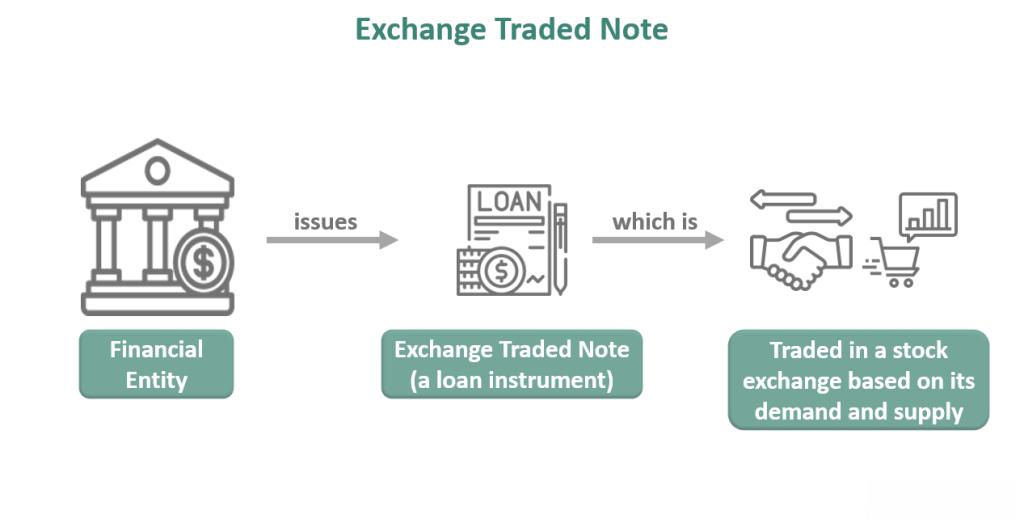 Exchange Traded Note
issues
LOAN
which is
$
$
Financial
Entity
Exchange Traded Note
(a loan instrument)
Traded in a stock
exchange based on its
demand and supply